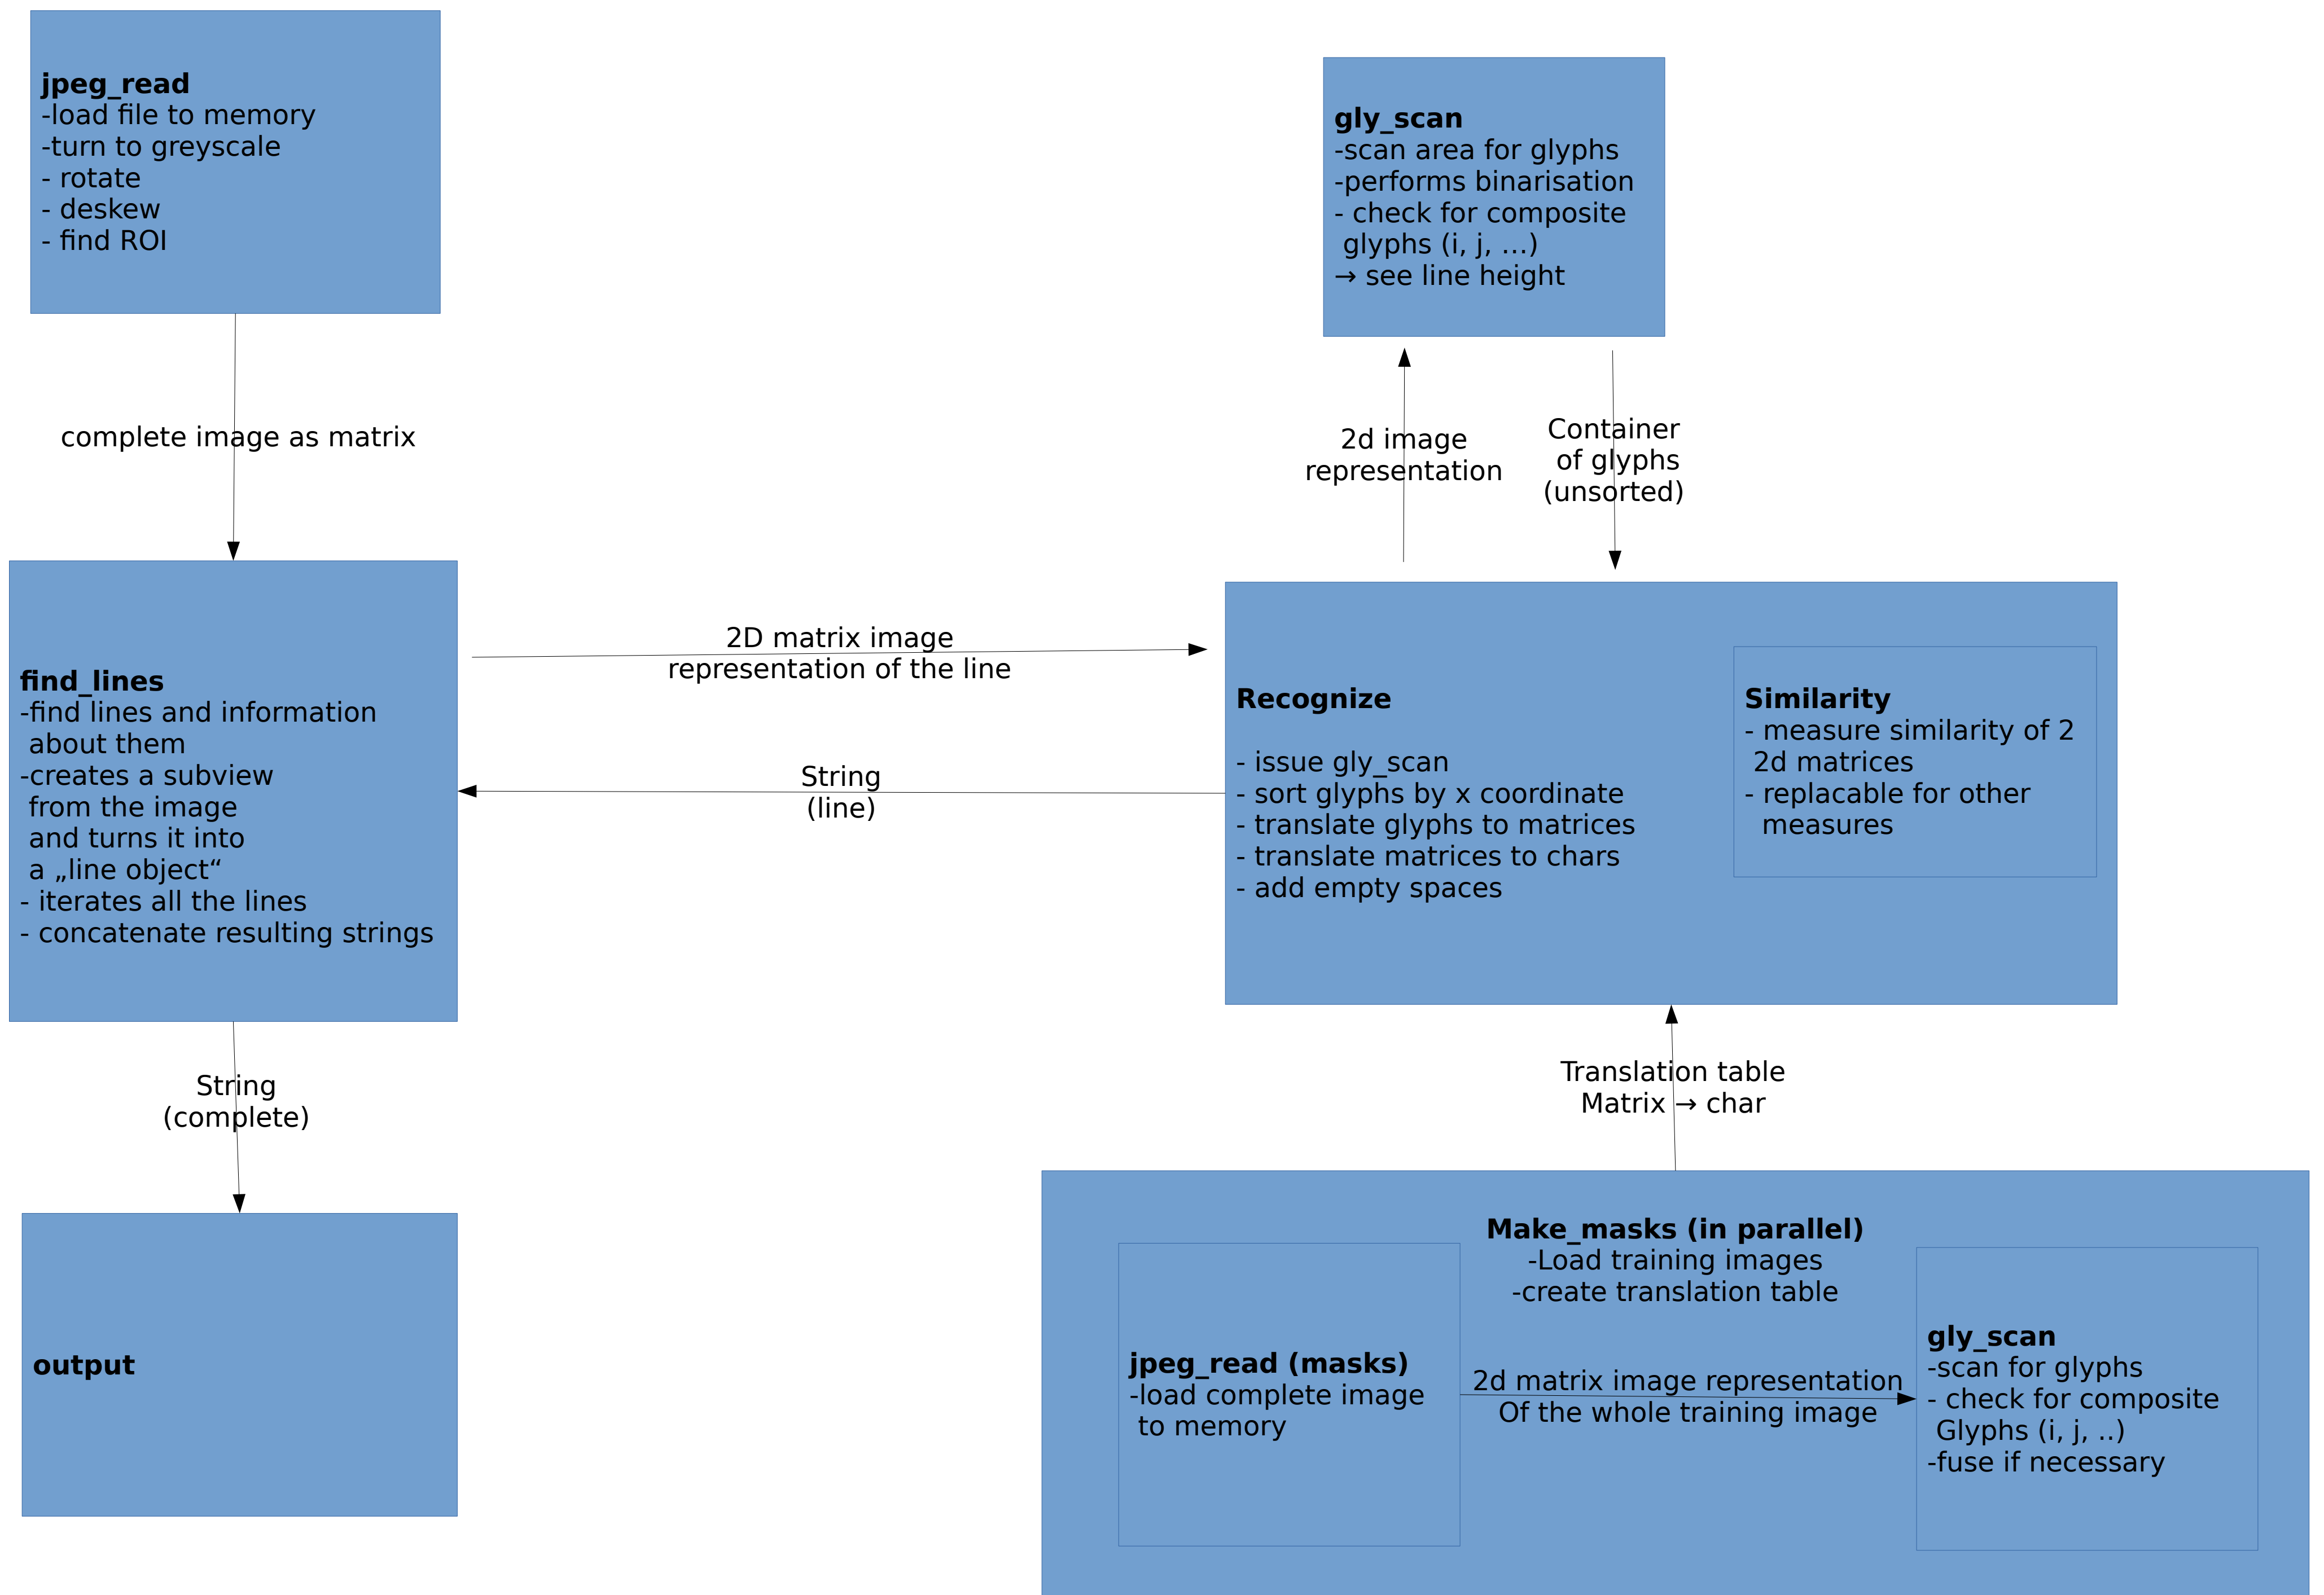 jpeg_read
-load file to memory
-turn to greyscale
- rotate
- deskew
- find ROI
complete image as matrix
find_lines
-find lines and information
about them
-creates a subview
from the image
and turns it into
a „line object“
- iterates all the lines
- concatenate resulting strings
String
(complete)
output
2D matrix image
representation of the line
String
(line)
gly_scan
-scan area for glyphs
-performs binarisation
- check for composite
glyphs (i, j, …)
→ see line height
2d image
representation
Container
of glyphs
(unsorted)
Recognize
- issue gly_scan
- sort glyphs by x coordinate
- translate glyphs to matrices
- translate matrices to chars
- add empty spaces
Similarity
- measure similarity of 2
2d matrices
- replacable for other
measures
Translation table
Matrix → char
Make_masks (in parallel)
-Load training images
-create translation table
jpeg_read (masks)
-load complete image
to memory
2d matrix image representation
Of the whole training image
gly_scan
-scan for glyphs
- check for composite
Glyphs (i, j, ..)
-fuse if necessary